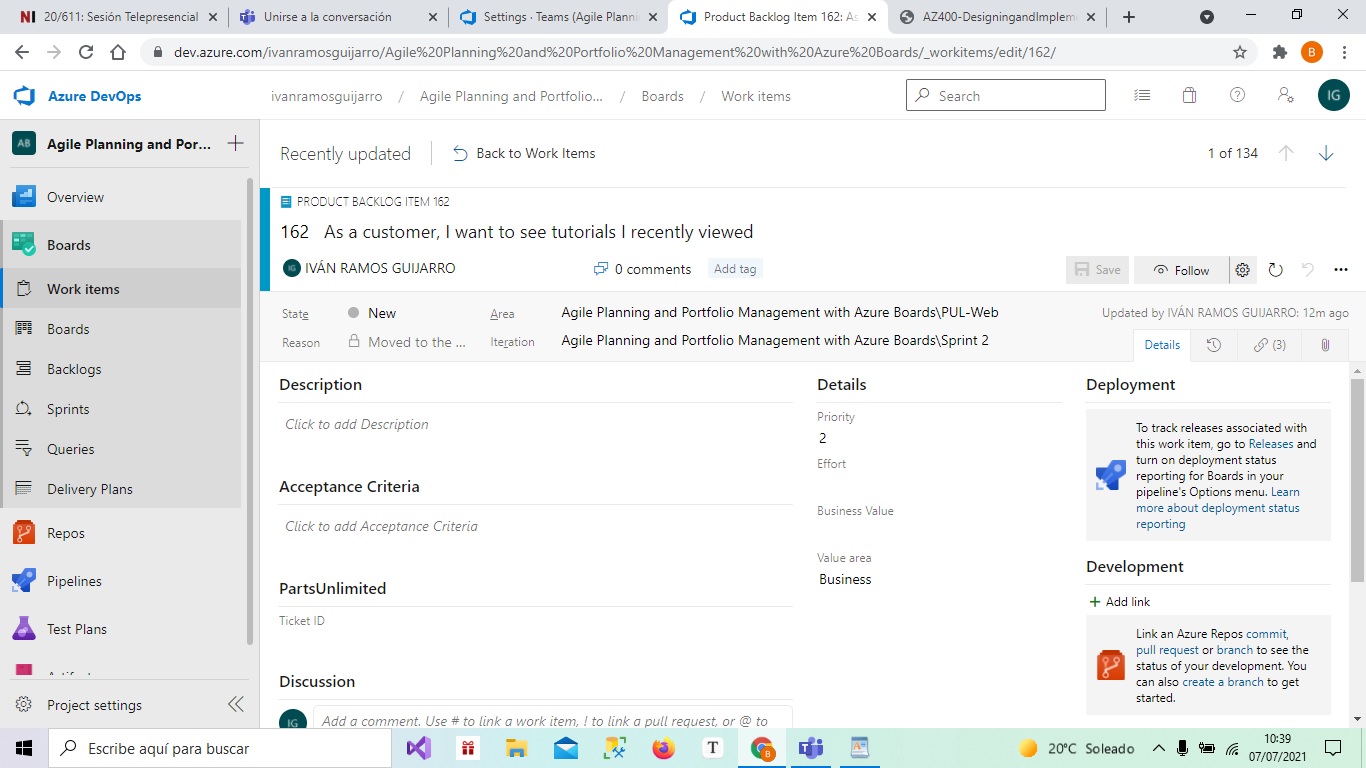 20/611: Sesión Telepresencial
Unirse a la conversación
Settings · Teams (Agile Planni
Product Backlog Item 162: As
AZ400-DesigningandImpleme
dev.azure.com/ivanramosguijarro/Agile%20Planning%20and%20Portfolio%20Management%20with%20Azure%20Boards/_workitems/edit/162/
B
Azure DevOps
ivanramosguijarro / Agile Planning and Portfolio... / Boards / Work items
Search
IG
AB Agile Planning and Por...
Overview
Boards
Work items
Boards
Backlogs
Sprints
Queries
Delivery Plans
Repos
Pipelines
Test Plans
Project settings
Recently updated
Back to Work Items
1 of 134
PRODUCT BACKLOG ITEM 162
162 As a customer, I want to see tutorials I recently viewed
IG IVÁN RAMOS GUIJARRO
0 comments
Add tag
Save
Follow
State New
Area Agile Planning and Portfolio Management with Azure Boards\PUL-Web
Updated by IVÁN RAMOS GUIJARRO: 12m ago
Reason Moved to the ...
Iteration Agile Planning and Portfolio Management with Azure Boards\Sprint 2
Details
(3)
Description
Click to add Description
Acceptance Criteria
Click to add Acceptance Criteria
PartsUnlimited
Ticket ID
Discussion
IG
Add a comment. Use # to link a work item, ! to link a pull request, or @ to
Details
Priority
2
Effort
Business Value
Value area
Business
Deployment
To track releases associated with
this work item, go to Releases and
turn on deployment status
reporting for Boards in your
pipeline's Options menu. Learn
more about deployment status
reporting
Development
+ Add link
Link an Azure Repos commit,
pull request or branch to see the
status of your development. You
can also create a branch to get
started.
Escribe aquí para buscar
T
B
20°C Soleado
10:39
07/07/2021